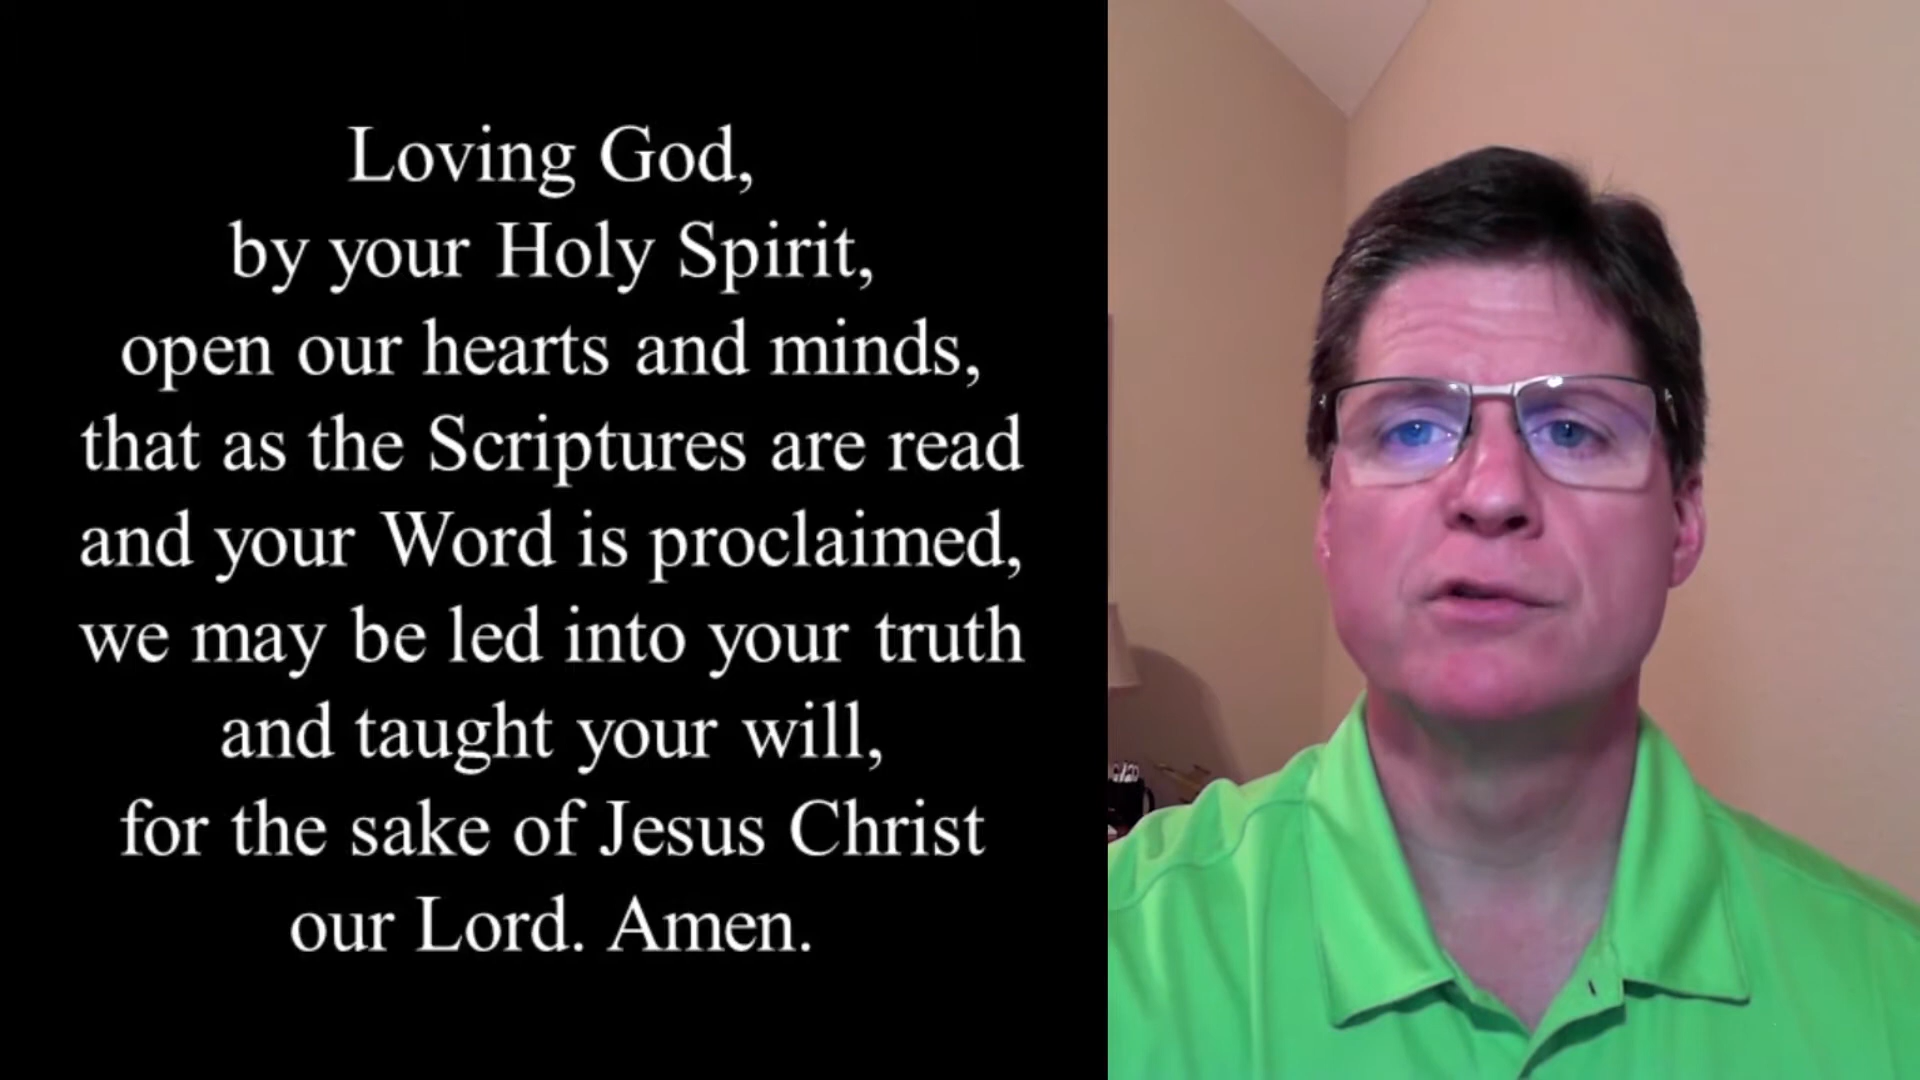 Loving God,
by your Holy Spirit,
open our hearts and minds,
that as the Scriptures are read
and your Word is proclaimed,
we may be led into your truth
and taught your will,
for the sake of Jesus Christ
our Lord. Amen.